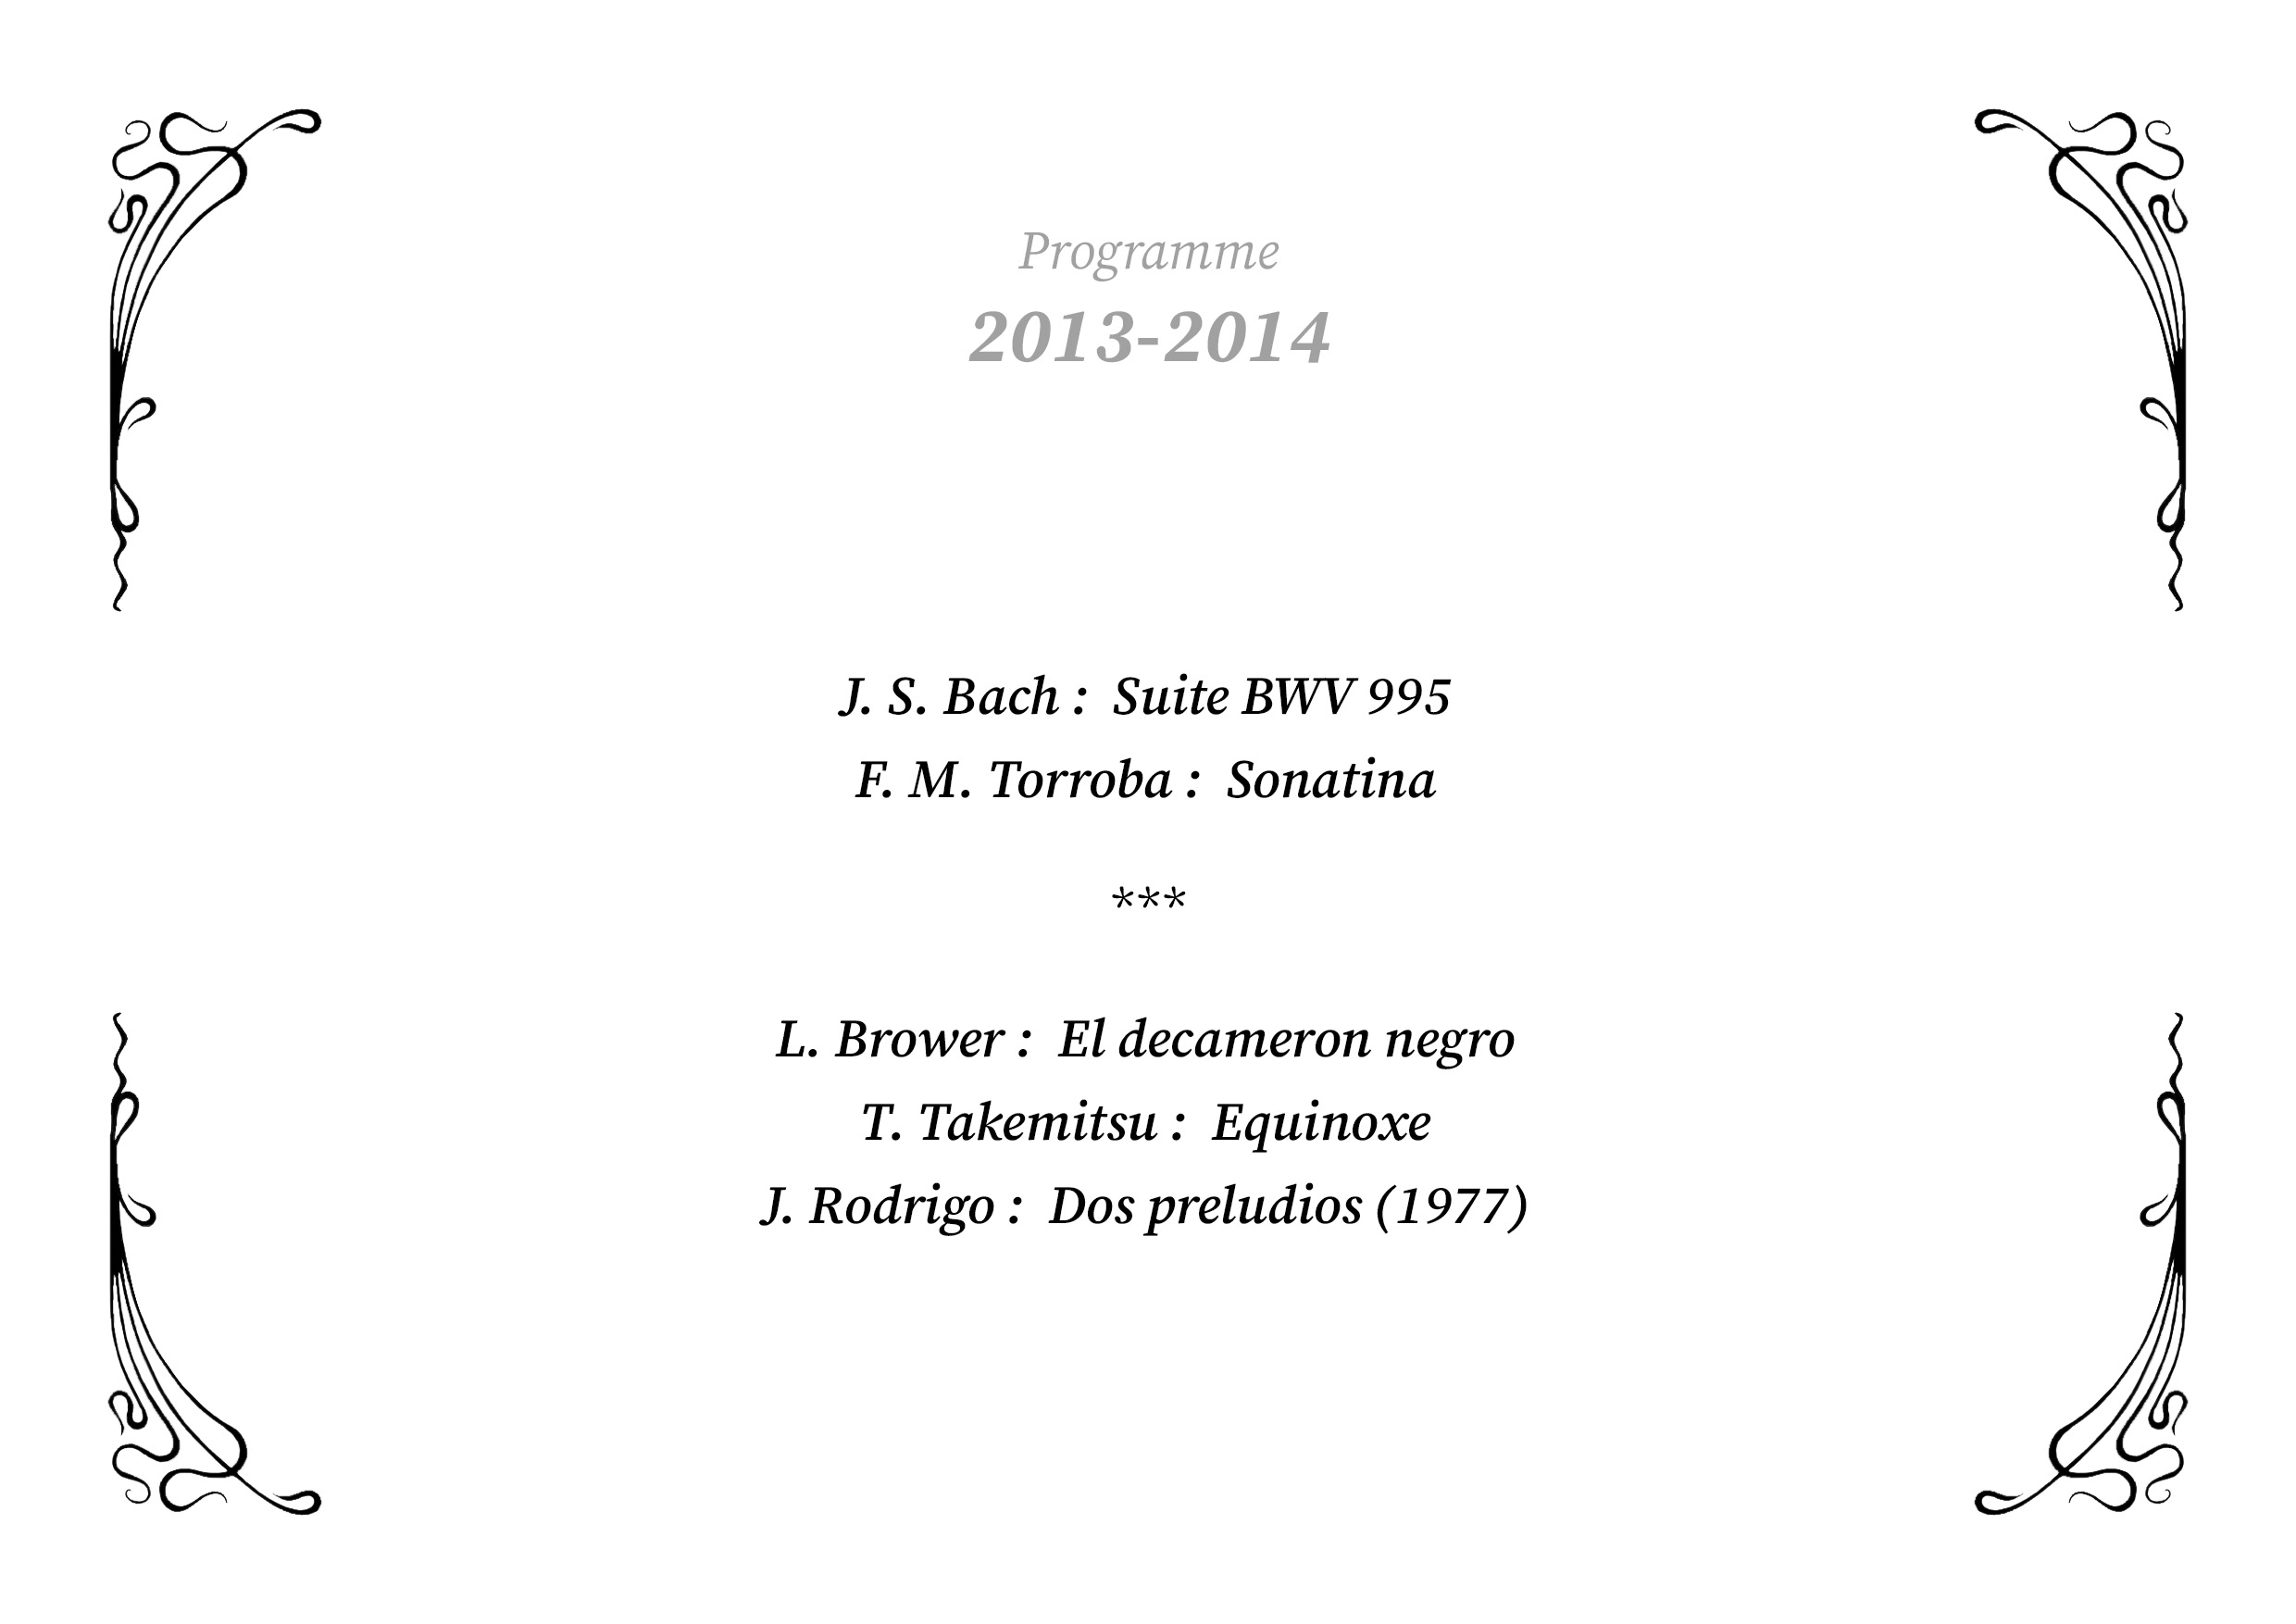 Programme
2013-2014
J. S. Bach : Suite BWV 995
F. M. Torroba : Sonatina
***
L. Brower : El decameron negro
T. Takemitsu : Equinoxe
J. Rodrigo : Dos preludios (1977)